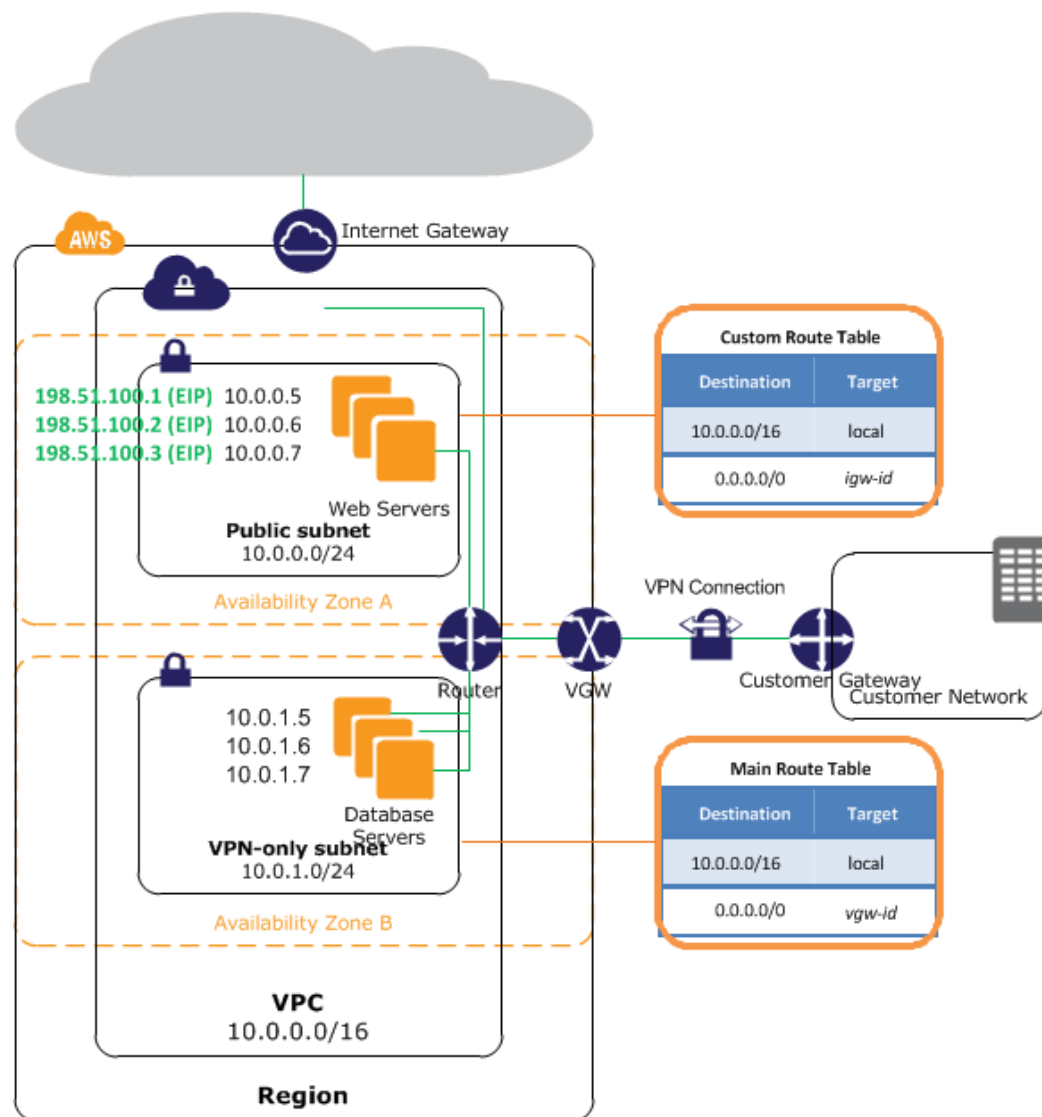 Internet Gateway
AWS
198.51.100.1 (EIP) 10.0.0.5
198.51.100.2 (EIP) 10.0.0.6
198.51.100.3 (EIP) 10.0.0.7
Web Servers
Public subnet
10.0.0.0/24
Availability Zone A
Custom Route Table
Destination Target
10.0.0.0/16 local
0.0.0.0/0 igw-id
VPN Connection
Router
VGW
Customer Gateway
Customer Network
10.0.1.5
10.0.1.6
10.0.1.7
Database
Servers
VPN-only subnet
10.0.1.0/24
Availability Zone B
Main Route Table
Destination Target
10.0.0.0/16 local
0.0.0.0/0 vgw-id
VPC
10.0.0.0/16
Region